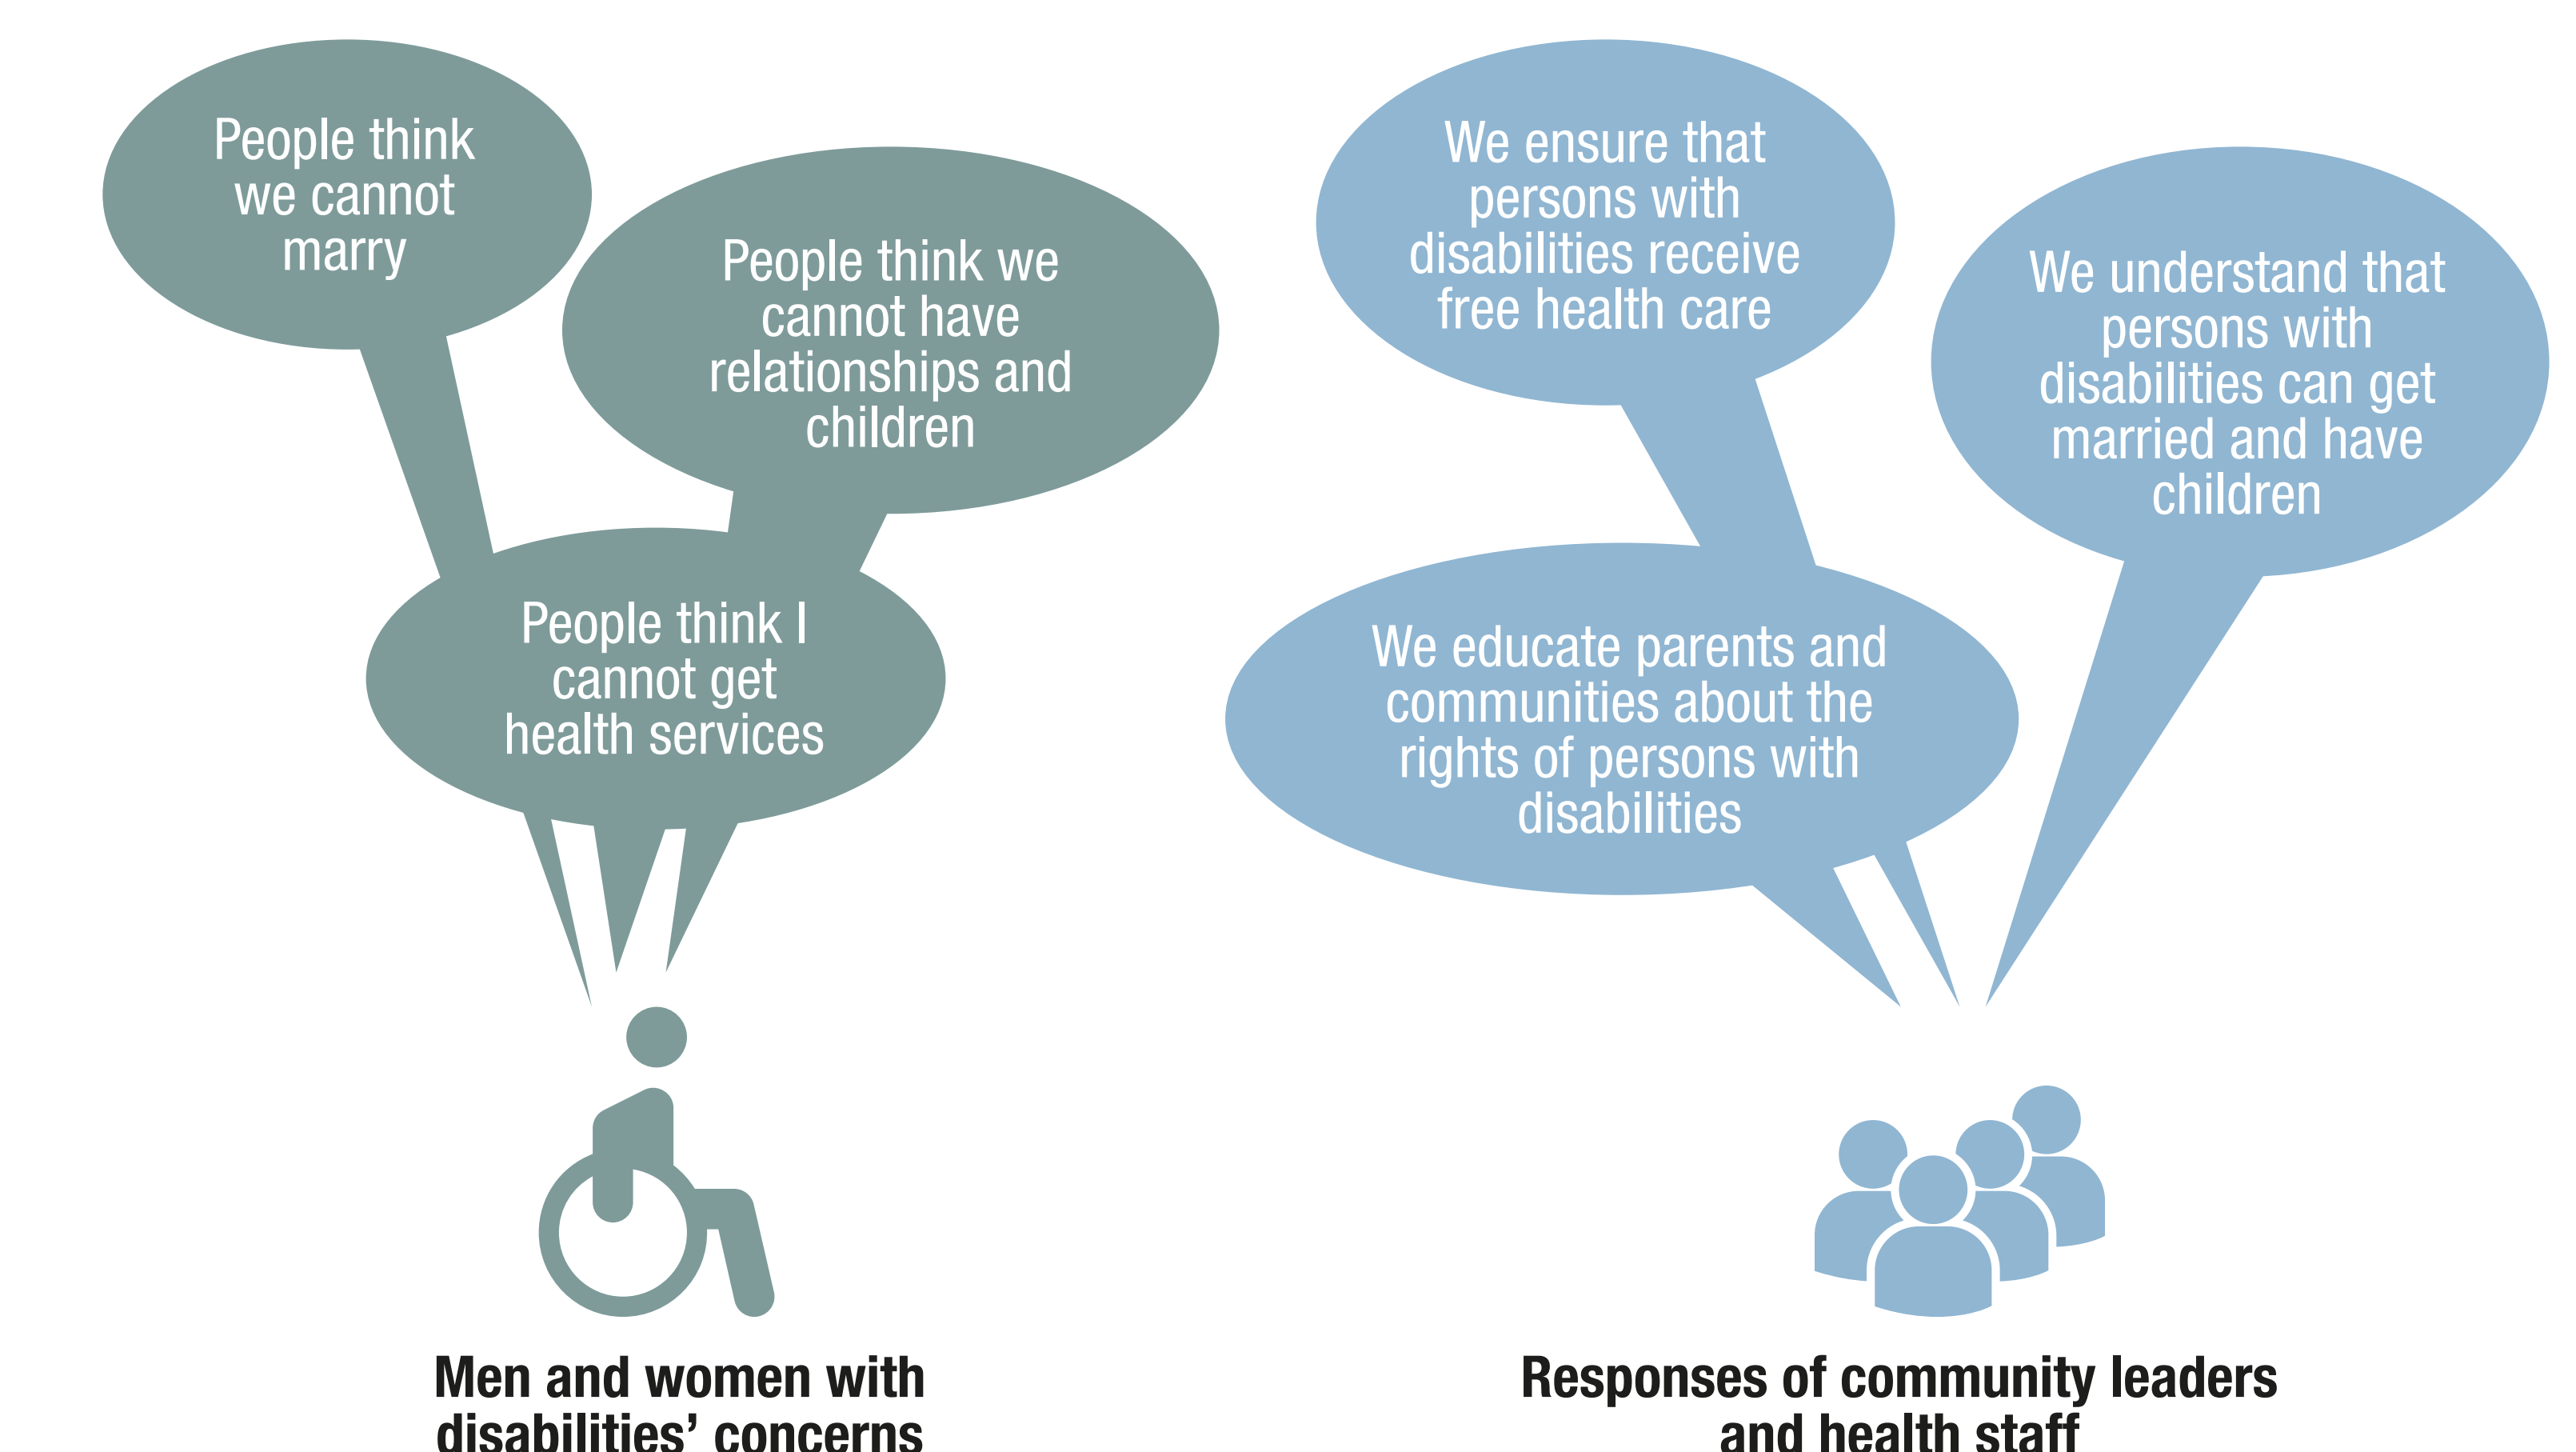 People think
we cannot
marry
People think we
cannot have
relationships and
children
People think I
cannot get
health services
Men and women with
disabilities’ concerns
We ensure that
persons with
disabilities receive
free health care
We understand that
persons with
disabilities can get
married and have
children
We educate parents and
communities about the
rights of persons with
disabilities
Responses of community leaders
and health staff